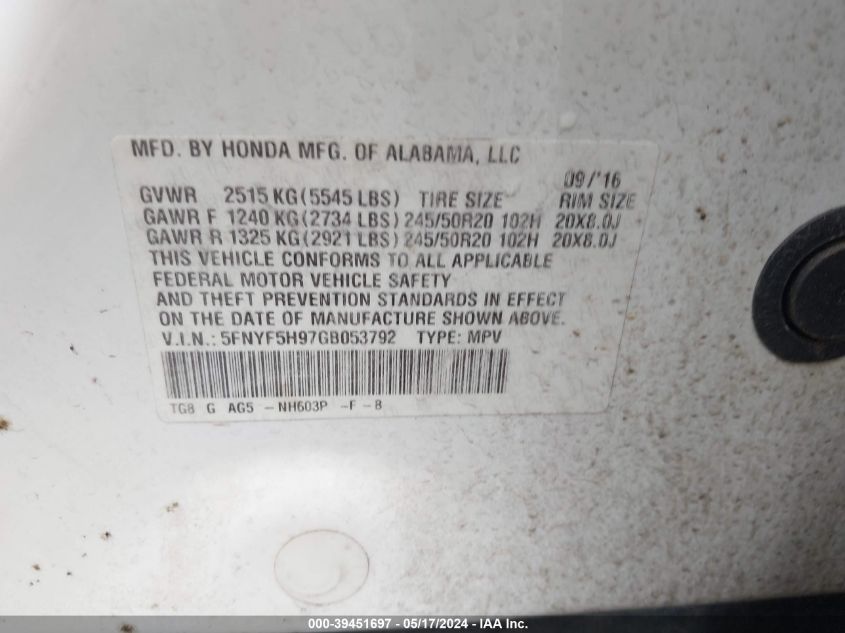 MFD. BY HONDA MFG. OF ALABAMA, LLC
09/'16
GVWR 2515 KG (5545 LBS) TIRE SIZE RIM SIZE
GAWR F 1240 KG (2734 LBS) 245/50R20 102H 20X8.0J
GAWR R 1325 KG (2921 LBS) 245/50R20 102H 20X8.0J
THIS VEHICLE CONFORMS TO ALL APPLICABLE
FEDERAL MOTOR VEHICLE SAFETY
AND THEFT PREVENTION STANDARDS IN EFFECT
ON THE DATE OF MANUFACTURE SHOWN ABOVE.
V.I.N.: 5FNYF5H97GB053792 TYPE: MPV
TG8 G AG5 - NH603P - F - B
000-39451697 - 05/17/2024 - IAA Inc.